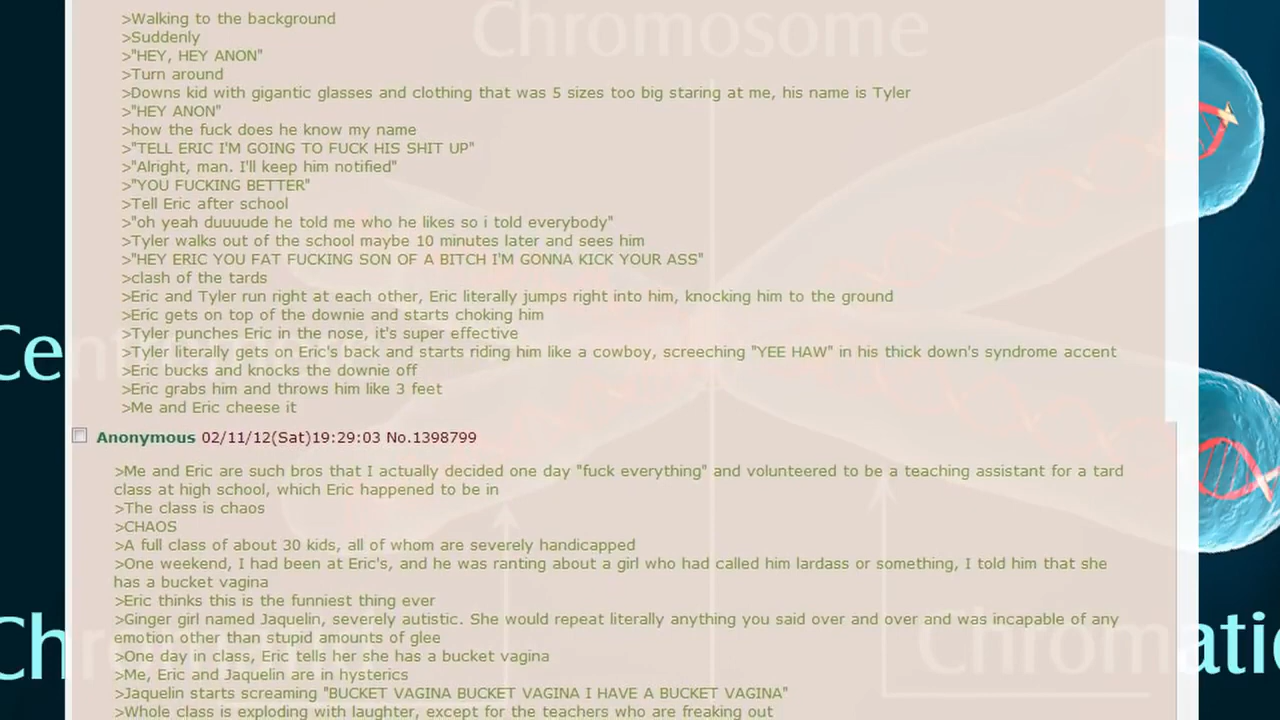 Chromosome
>Walking to the background
>Suddenly
>"HEY, HEY ANON"
>Turn around
>Downs kid with gigantic glasses and clothing that was 5 sizes too big staring at me, his name is Tyler
>"HEY ANON"
>how the fuck does he know my name
>"TELL ERIC I'M GOING TO FUCK HIS SHIT UP"
>"Alright, man. I'll keep him notified"
>"YOU FUCKING BETTER"
>Tell Eric after school
>"oh yeah duuuude he told me who he likes so i told everybody"
>Tyler walks out of the school maybe 10 minutes later and sees him
>"HEY ERIC YOU FAT FUCKING SON OF A BITCH I'M GONNA KICK YOUR ASS"
>clash of the tards
>Eric and Tyler run right at each other, Eric literally jumps right into him, knocking him to the ground
>Eric gets on top of the downie and starts choking him
>Tyler punches Eric in the nose, it's super effective
>Tyler literally gets on Eric's back and starts riding him like a cowboy, screeching "YEE HAW" in his thick down's syndrome accent
>Eric bucks and knocks the downie off
>Eric grabs him and throws him like 3 feet
>Me and Eric cheese it
Anonymous 02/11/12(Sat)19:29:03 No.1398799
>Me and Eric are such bros that I actually decided one day "fuck everything" and volunteered to be a teaching assistant for a tard
class at high school, which Eric happened to be in
>The class is chaos
>CHAOS
>A full class of about 30 kids, all of whom are severely handicapped
>One weekend, I had been at Eric's, and he was ranting about a girl who had called him lardass or something, I told him that she
has a bucket vagina
>Eric thinks this is the funniest thing ever
>Ginger girl named Jaquelin, severely autistic. She would repeat literally anything you said over and over and was incapable of any
emotion other than stupid amounts of glee
>One day in class, Eric tells her she has a bucket vagina
>Me, Eric and Jaquelin are in hysterics
>Jaquelin starts screaming "BUCKET VAGINA BUCKET VAGINA I HAVE A BUCKET VAGINA"
>Whole class is exploding with laughter, except for the teachers who are freaking out
Cen
Ch
Chromatic